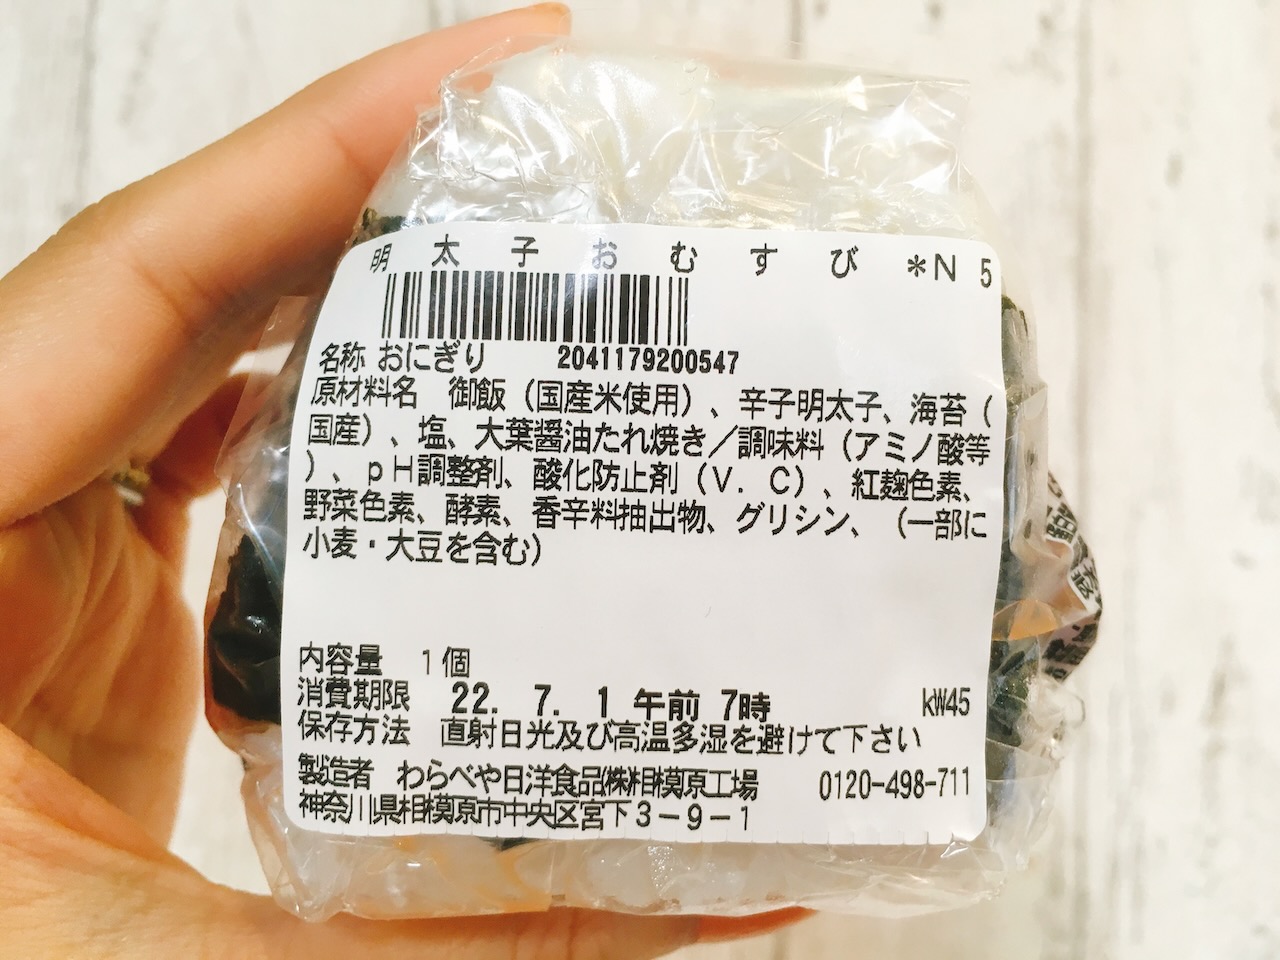 明太子おむすび *N 5
名称 おにぎり 2041179200547
原材料名 御飯(国産米使用)、辛子明太子、海苔(
国産)、塩、大葉醤油たれ焼き/調味料(アミノ酸等
)、pH調整剤、酸化防止剤(V.C)、紅麹色素、
野菜色素、酵素、香辛料抽出物、グリシン、(一部に
小麦・大豆を含む)
内容量 1個
消費期限 22. 7. 1 午前 7時 kW45
保存方法 直射日光及び高温多湿を避けて下さい
製造者 わらべや日洋食品㈱相模原工場 0120-498-711
神奈川県相模原市中央区宮下3-9-1